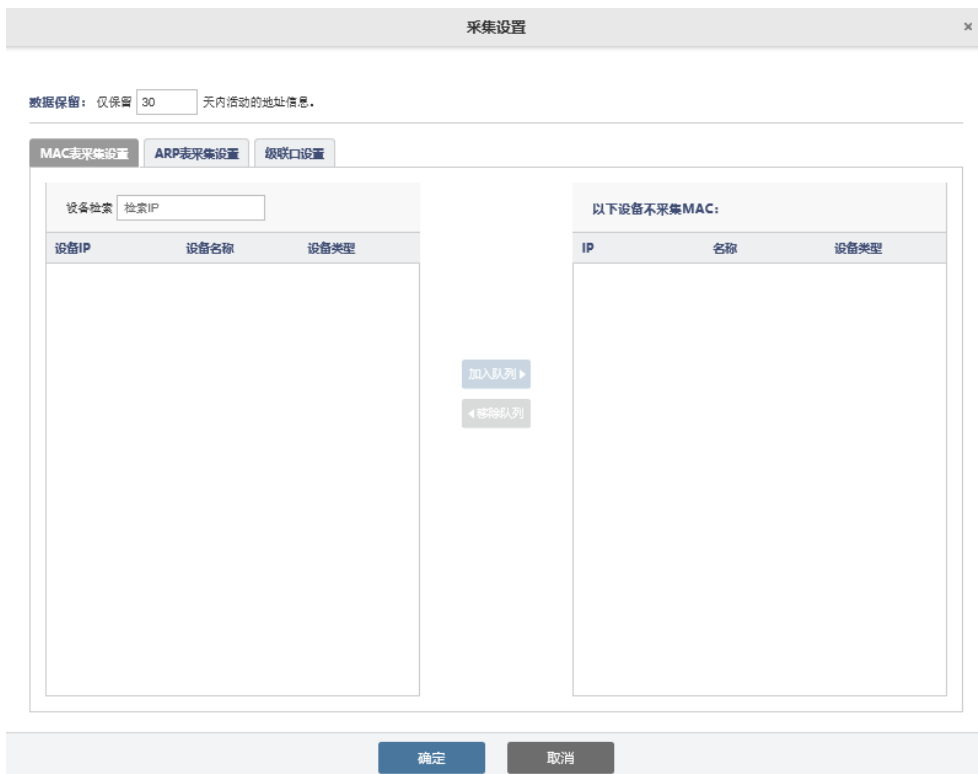 采集设置 ×
数据保留： 仅保留 30 天内活动的地址信息。
MAC表采集设置 ARP表采集设置 级联口设置
设备检索 检索IP
以下设备不采集MAC：
设备IP 设备名称 设备类型
IP 名称 设备类型
加入队列
移除队列
确定 取消